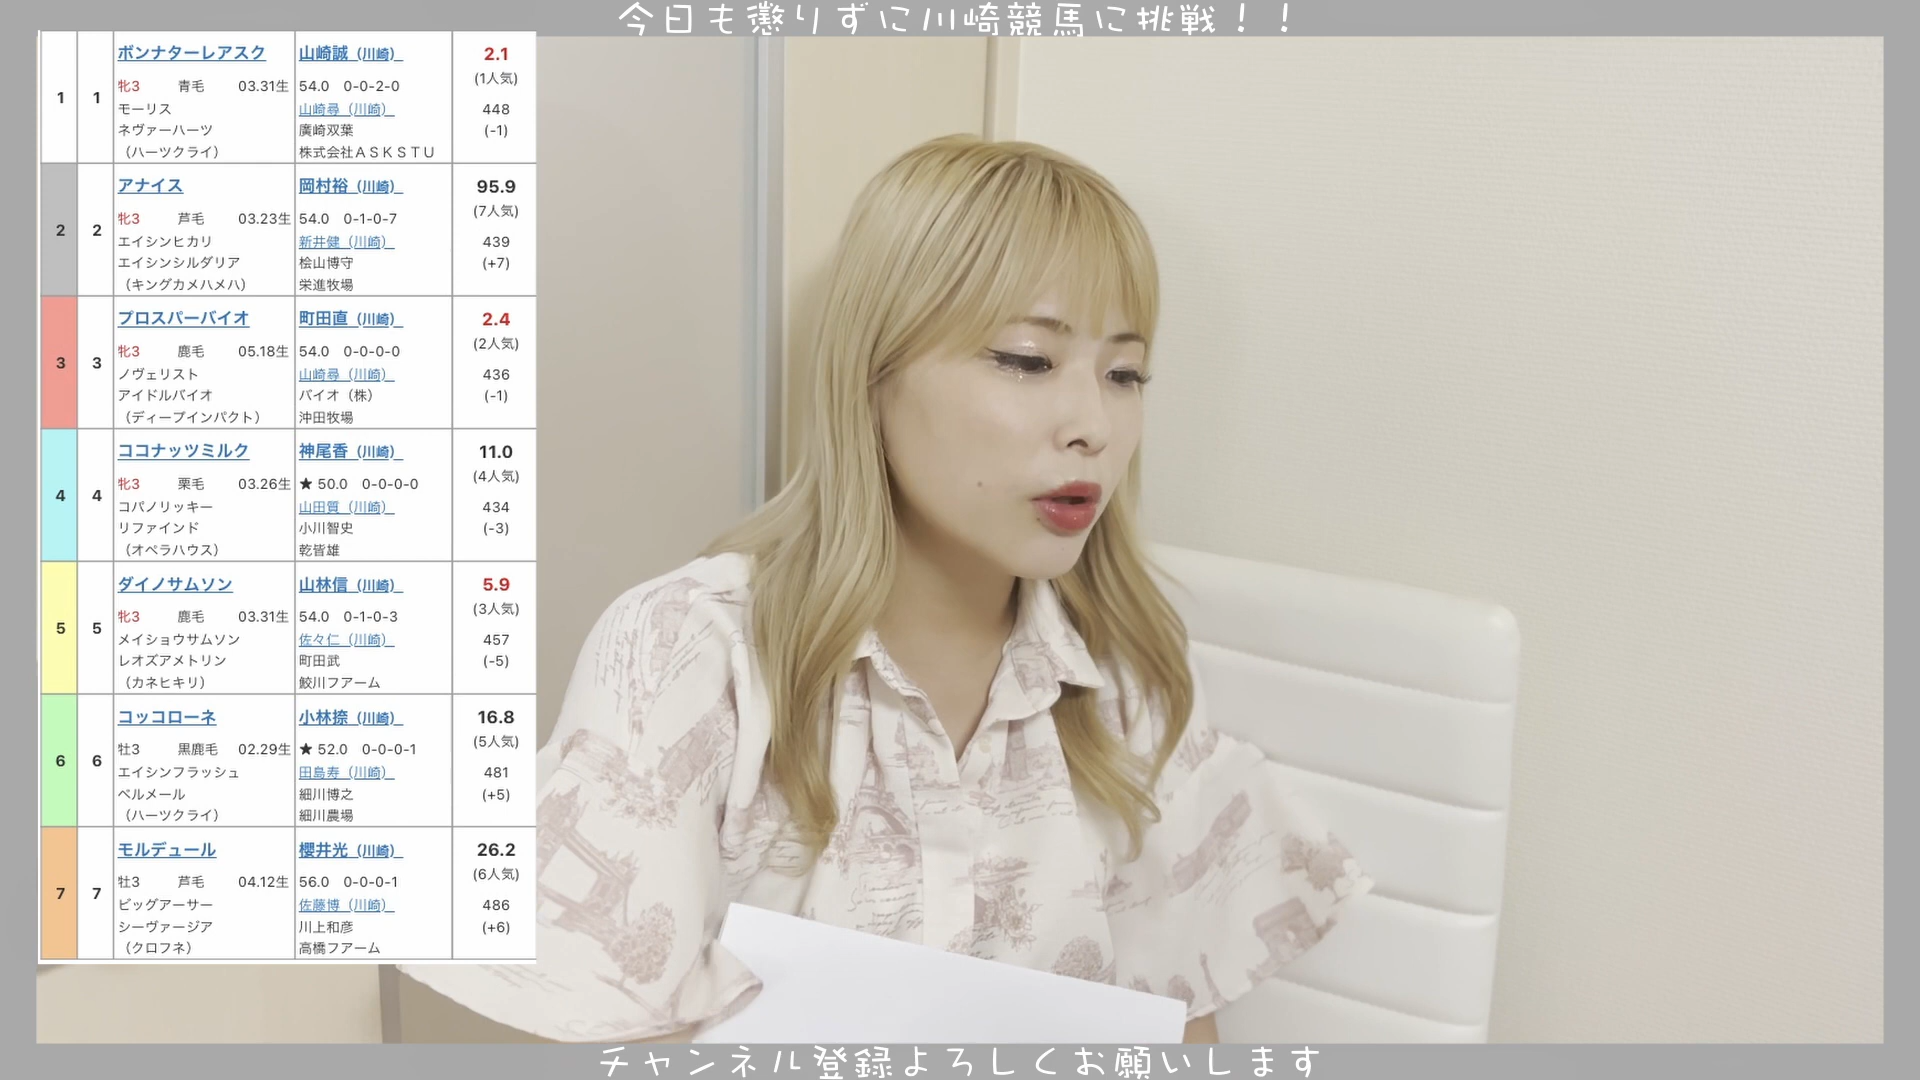 今日も懲りずに川崎競馬に挑戦！！
1 1 ボンナターレアスク 山崎誠（川崎） 2.1
(1人気)
牝3 青毛 03.31生 54.0 0-0-2-0
モーリス 山崎尋（川崎） 448
ネヴァーハーツ 廣崎双葉 (-1)
（ハーツクライ） 株式会社ＡＳＫＳＴＵ
2 2 アナイス 岡村裕（川崎） 95.9
(7人気)
牝3 芦毛 03.23生 54.0 0-1-0-7
エイシンヒカリ 新井健（川崎） 439
エイシンシルダリア 桧山博守 (+7)
（キングカメハメハ） 栄進牧場
3 3 プロスパーバイオ 町田直（川崎） 2.4
(2人気)
牝3 鹿毛 05.18生 54.0 0-0-0-0
ノヴェリスト 山崎尋（川崎） 436
アイドルバイオ バイオ（株） (-1)
（ディープインパクト） 沖田牧場
4 4 ココナッツミルク 神尾香（川崎） 11.0
(4人気)
牝3 栗毛 03.26生 ★ 50.0 0-0-0-0
コパノリッキー 山田質（川崎） 434
リファインド 小川智史 (-3)
（オペラハウス） 乾皆雄
5 5 ダイノサムソン 山林信（川崎） 5.9
(3人気)
牝3 鹿毛 03.31生 54.0 0-1-0-3
メイショウサムソン 佐々仁（川崎） 457
レオズアメトリン 町田武 (-5)
（カネヒキリ） 鮫川フアーム
6 6 コッコローネ 小林捺（川崎） 16.8
(5人気)
牡3 黒鹿毛 02.29生 ★ 52.0 0-0-0-1
エイシンフラッシュ 田島寿（川崎） 481
ベルメール 細川博之 (+5)
（ハーツクライ） 細川農場
7 7 モルデュール 櫻井光（川崎） 26.2
(6人気)
牡3 芦毛 04.12生 56.0 0-0-0-1
ビッグアーサー 佐藤博（川崎） 486
シーヴァージア 川上和彦 (+6)
（クロフネ） 高橋フアーム
チャンネル登録よろしくお願いします